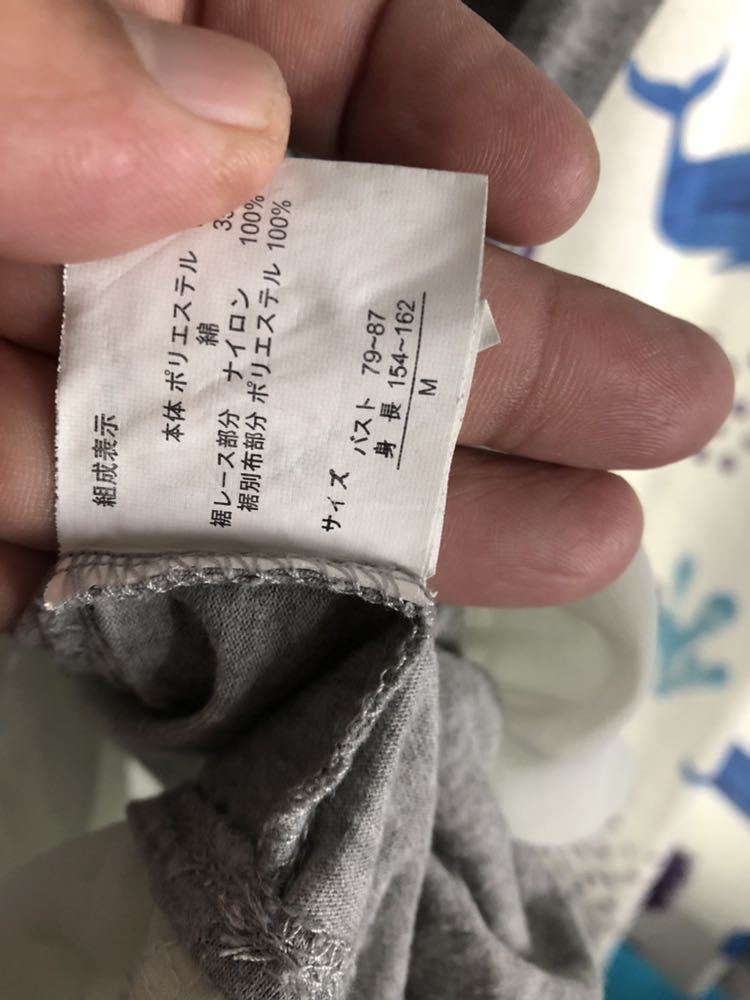 組成表示
本体 ポリエステル
綿
裾レース部分 ナイロン 100%
裾別布部分 ポリエステル 100%
サイズ バスト 79~87
身長 154~162
M